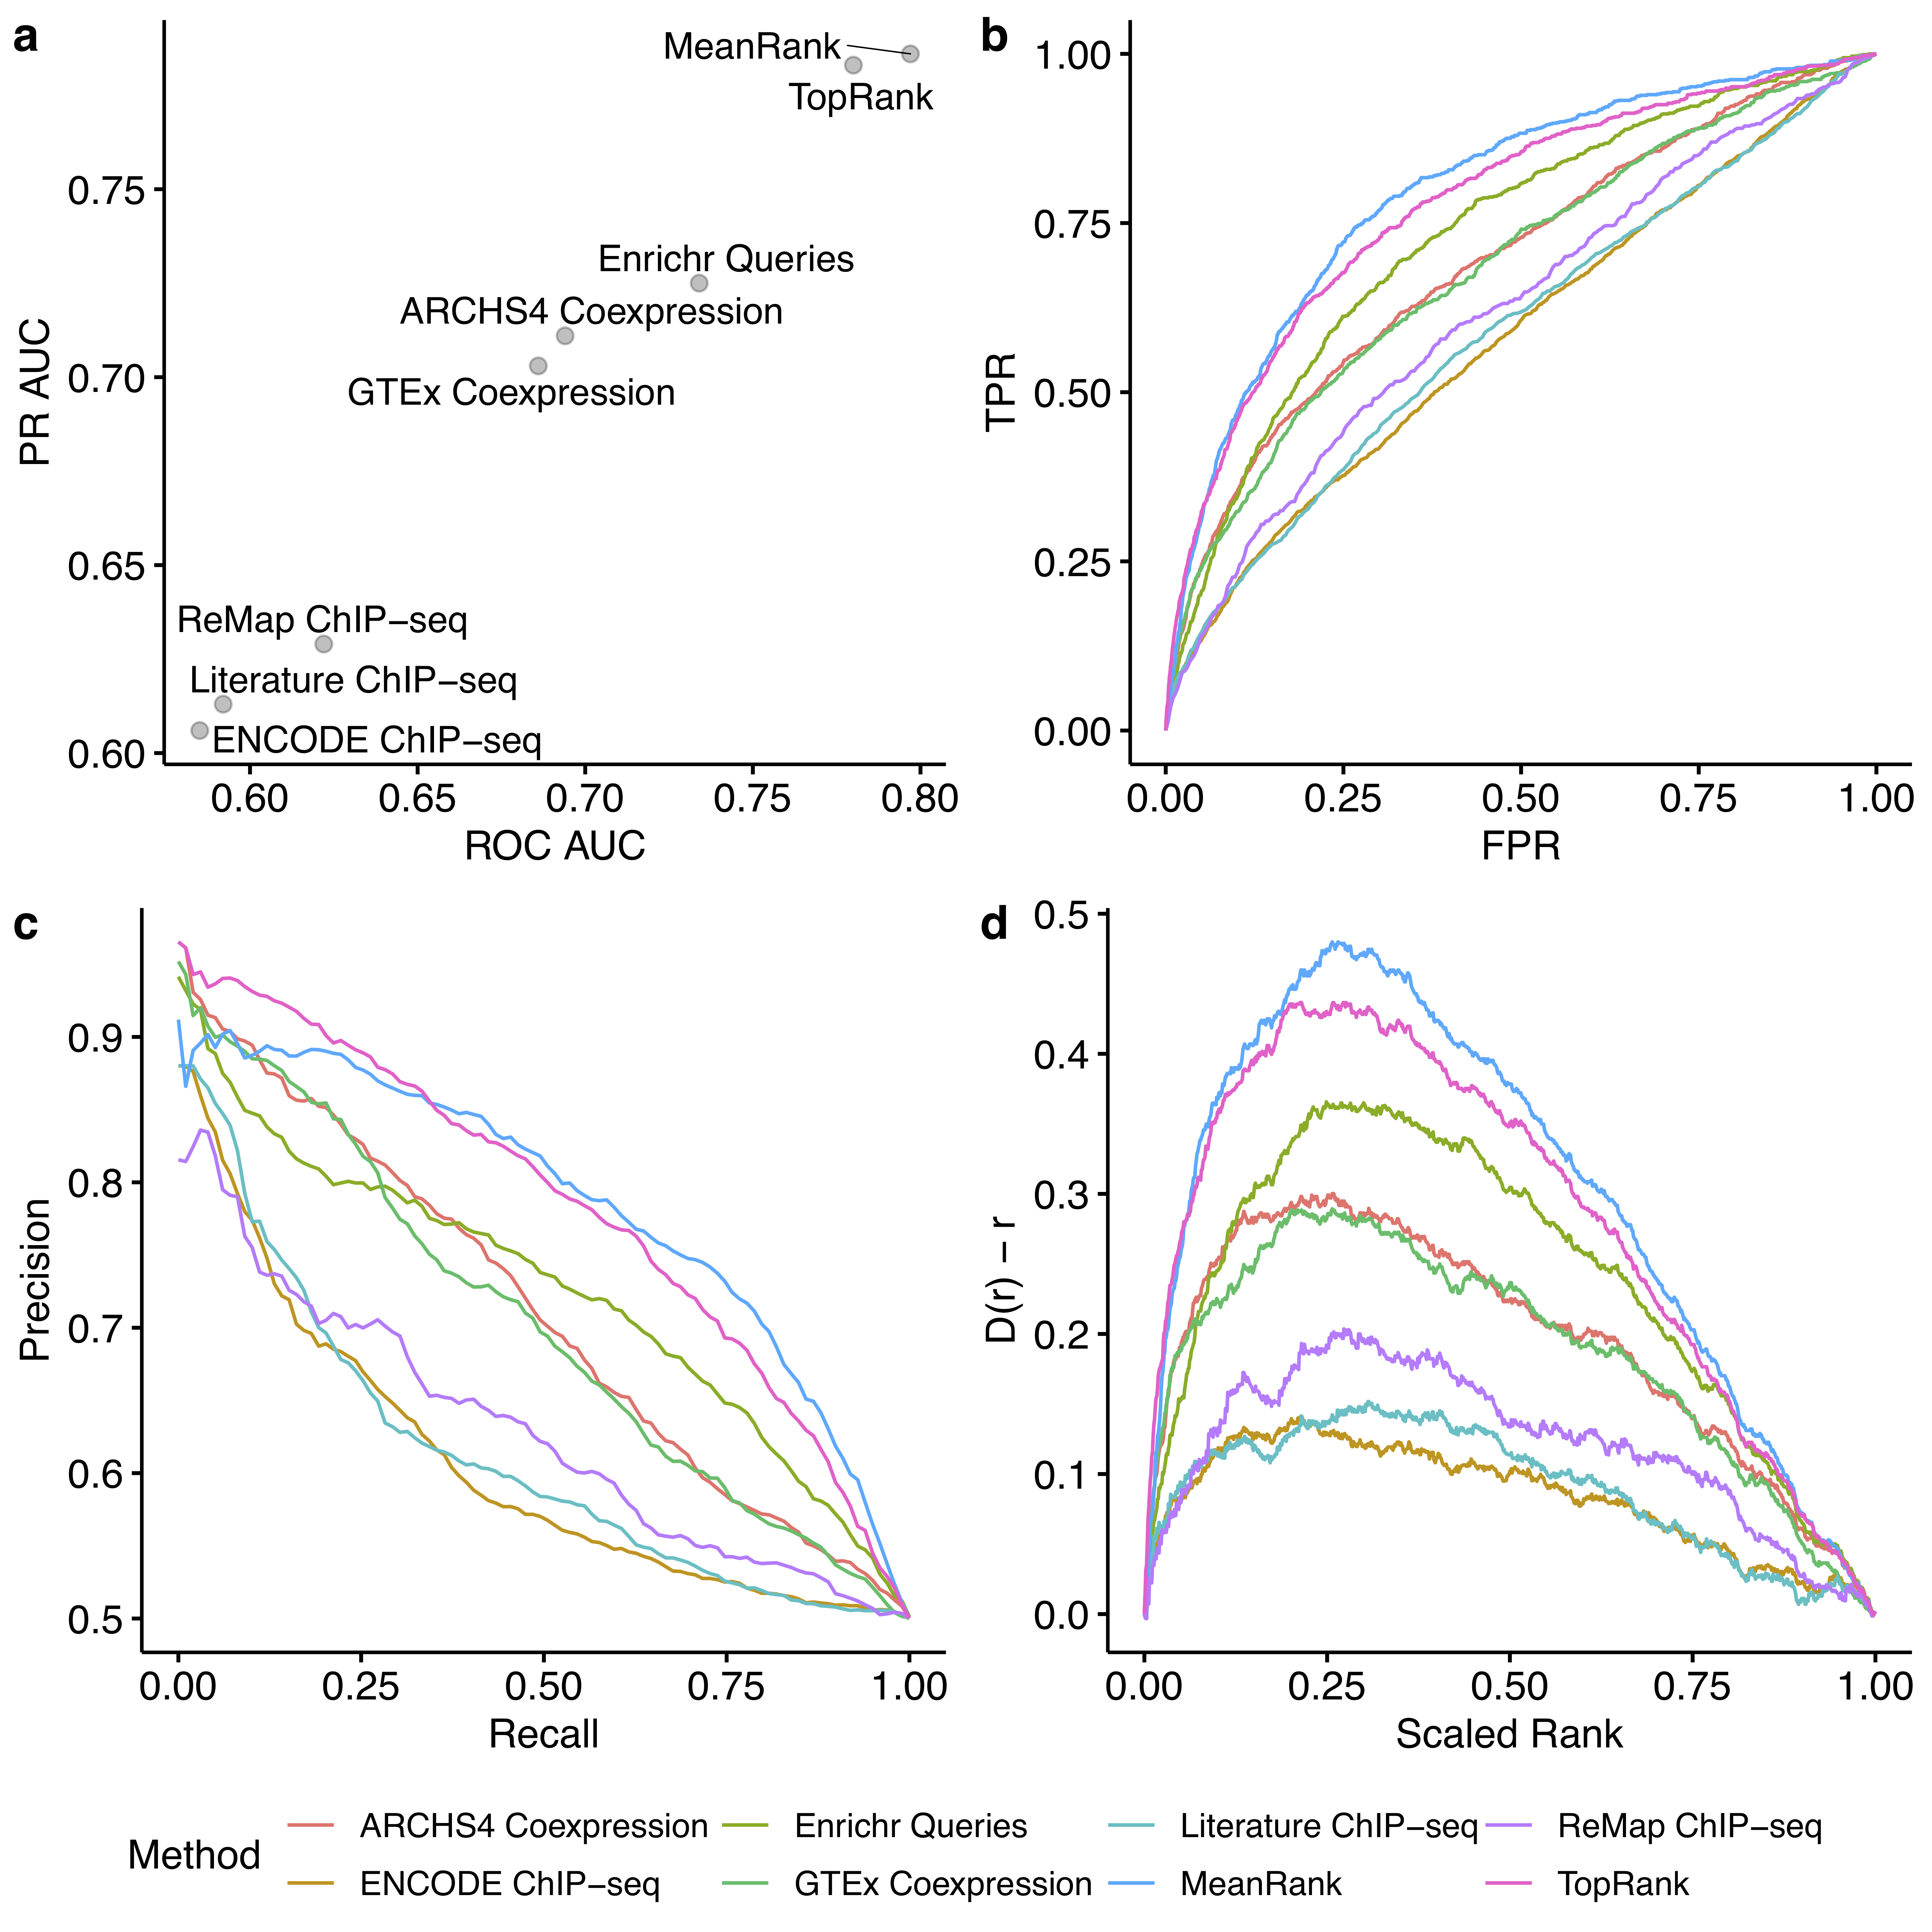 a
MeanRank
TopRank
0.75
Enrichr Queries
ARCHS4 Coexpression
0.70
GTEx Coexpression
PR AUC
0.65
ReMap ChIP−seq
Literature ChIP−seq
ENCODE ChIP−seq
0.60
0.60 0.65 0.70 0.75 0.80
ROC AUC
b
1.00
0.75
TPR
0.50
0.25
0.00
0.00 0.25 0.50 0.75 1.00
FPR
c
0.9
0.8
Precision
0.7
0.6
0.5
0.00 0.25 0.50 0.75 1.00
Recall
d
0.5
0.4
0.3
D(r) − r
0.2
0.1
0.0
0.00 0.25 0.50 0.75 1.00
Scaled Rank
Method
ARCHS4 Coexpression Enrichr Queries Literature ChIP−seq ReMap ChIP−seq
ENCODE ChIP−seq GTEx Coexpression MeanRank TopRank